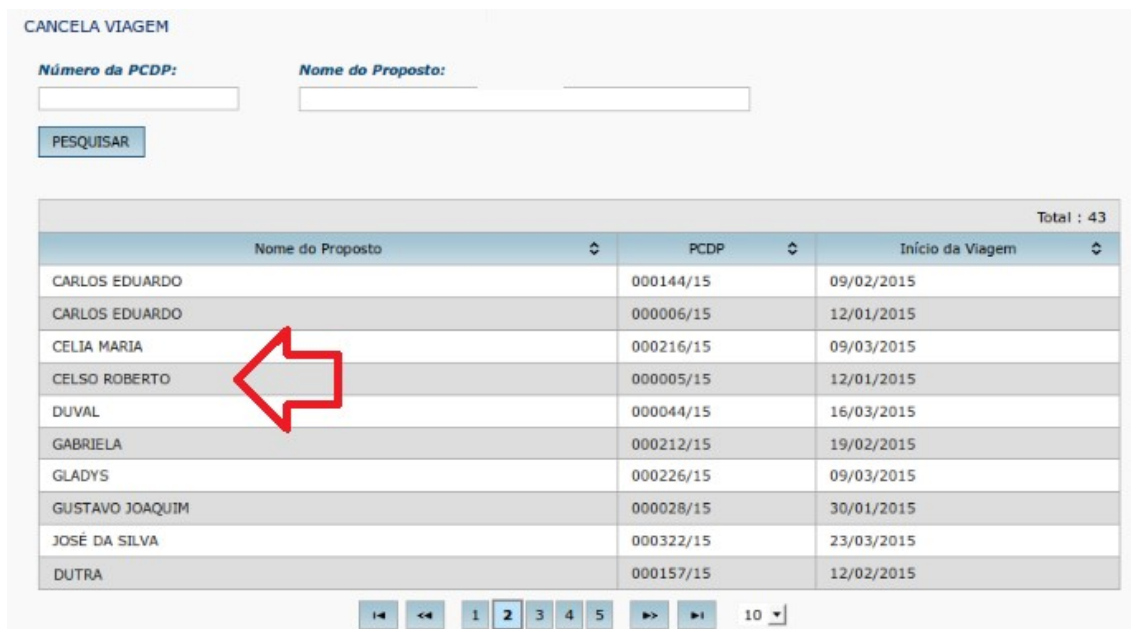 CANCELA VIAGEM
Número da PCDP: Nome do Proposto:
PESQUISAR
Total : 43
Nome do Proposto PCDP Início da Viagem
CARLOS EDUARDO 000144/15 09/02/2015
CARLOS EDUARDO 000006/15 12/01/2015
CELIA MARIA 000216/15 09/03/2015
CELSO ROBERTO 000005/15 12/01/2015
DUVAL 000044/15 16/03/2015
GABRIELA 000212/15 19/02/2015
GLADYS 000226/15 09/03/2015
GUSTAVO JOAQUIM 000028/15 30/01/2015
JOSÉ DA SILVA 000322/15 23/03/2015
DUTRA 000157/15 12/02/2015
1 2 3 4 5 10